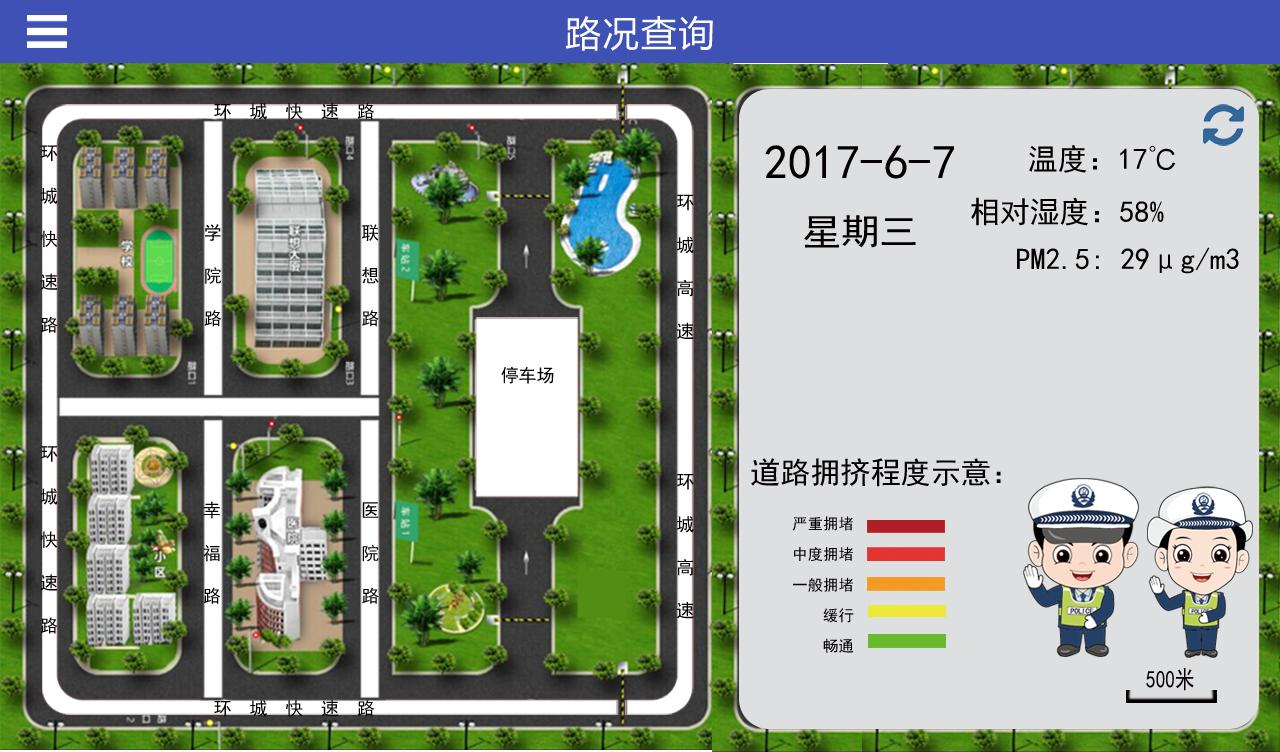 路况查询
环城快速路
环城快速路
学校
学院路
路口4
联想大厦
联想路
路口5
车站2
环城高速
路口1
路口3
停车场
环城快速路
小区
幸福路
医院
医院路
车站1
环城高速
环城快速路
路口2
2017-6-7
星期三
温度：17℃
相对湿度：58%
PM2.5: 29μg/m3
道路拥挤程度示意：
严重拥堵
中度拥堵
一般拥堵
缓行
畅通
POLICE
POLICE
500米